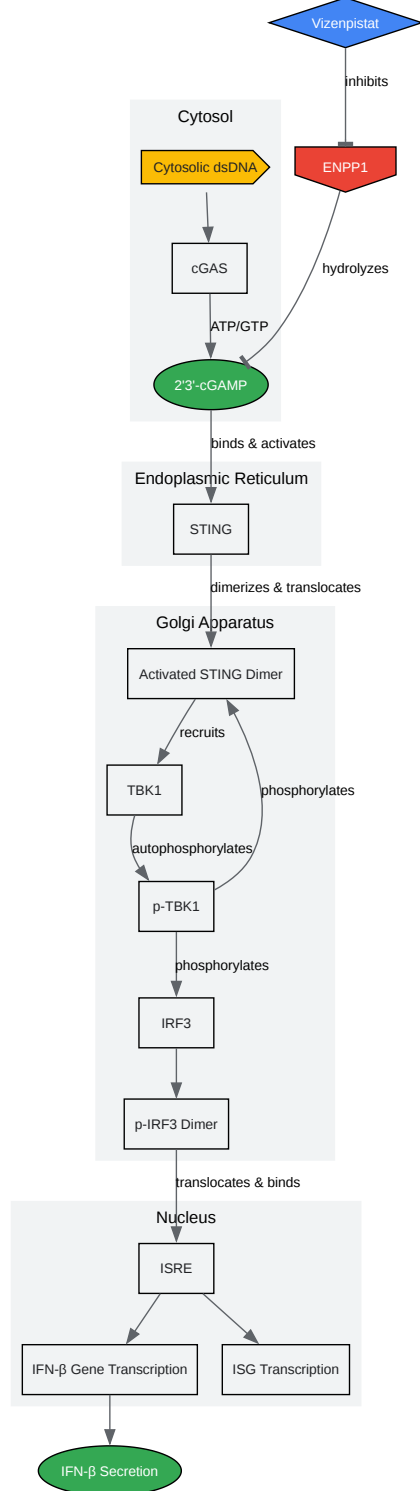 Vizenpistat
inhibits
Cytosol
Cytosolic dsDNA
ENPP1
cGAS
hydrolyzes
ATP/GTP
2'3'-cGAMP
binds & activates
Endoplasmic Reticulum
STING
dimerizes & translocates
Golgi Apparatus
Activated STING Dimer
recruits
TBK1
phosphorylates
autophosphorylates
p-TBK1
phosphorylates
IRF3
p-IRF3 Dimer
translocates & binds
Nucleus
ISRE
IFN-β Gene Transcription
ISG Transcription
IFN-β Secretion